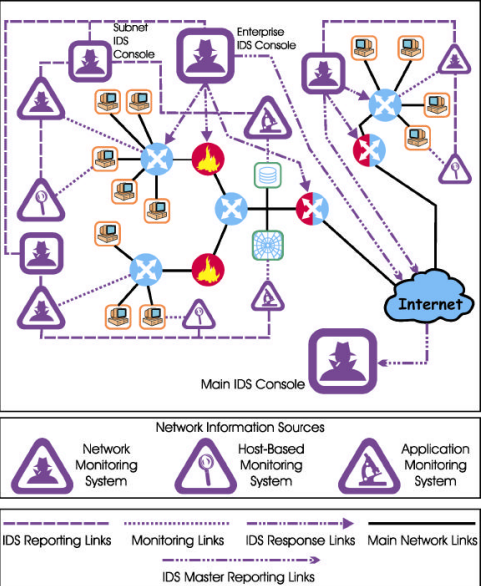 Subnet
IDS
Console
Enterprise
IDS Console
Internet
Main IDS Console
Network Information Sources
Network
Monitoring
System
Host-Based
Monitoring
System
Application
Monitoring
System
IDS Reporting Links
Monitoring Links
IDS Response Links
Main Network Links
IDS Master Reporting Links